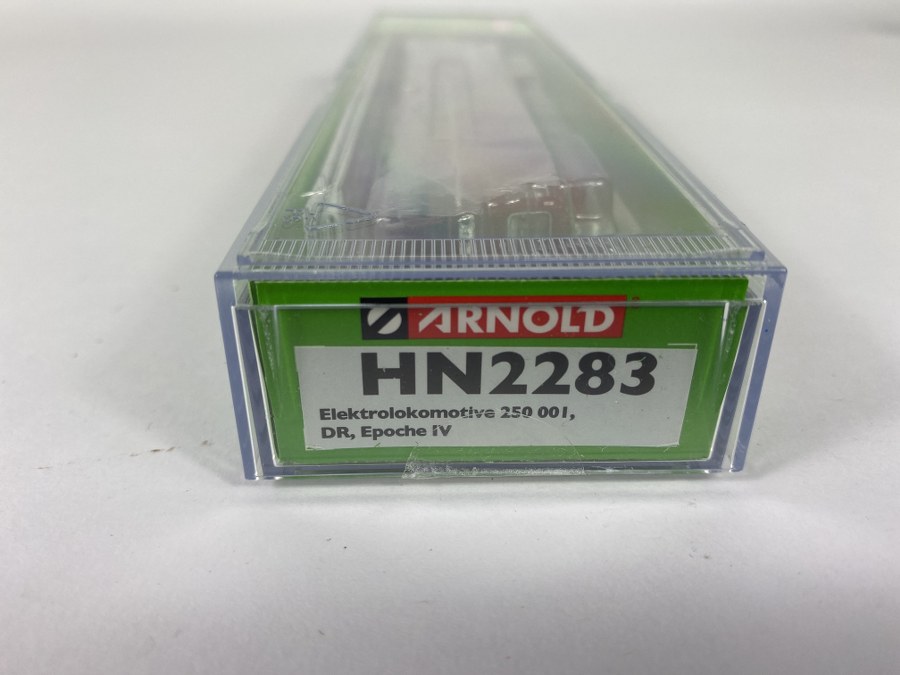 ARNOLD
HN2283
Elektrolokomotive 250 001,
DR, Epoche IV